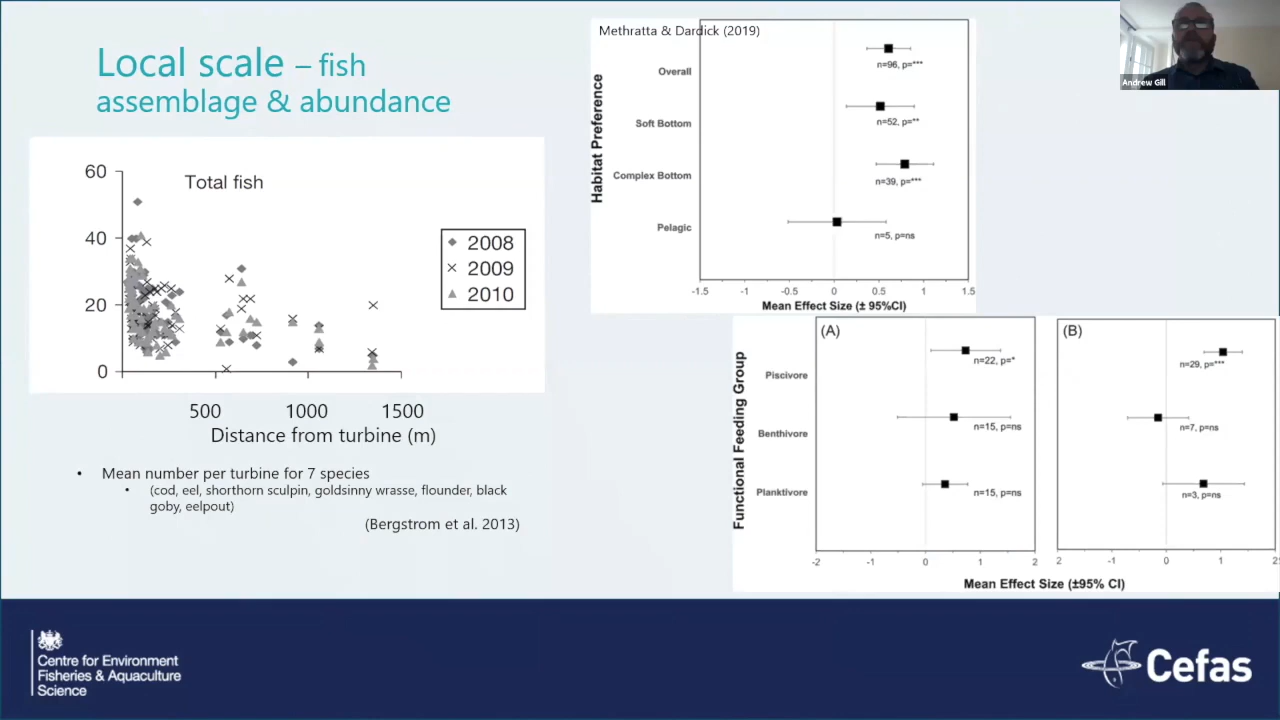 Local scale – fish
assemblage & abundance
60
40
20
0
Total fish
2008
2009
2010
500 1000 1500
Distance from turbine (m)
• Mean number per turbine for 7 species
• (cod, eel, shorthorn sculpin, goldsinny wrasse, flounder, black
goby, eelpout)
(Bergstrom et al. 2013)
Methratta & Dardick (2019)
Habitat Preference
Overall
n=96, p=***
Soft Bottom
n=52, p=**
Complex Bottom
n=39, p=***
Pelagic
n=5, p=ns
-1.5 -1 -0.5 0 0.5 1 1.5
Mean Effect Size (± 95%CI)
Functional Feeding Group
(A)
Piscivore
n=22, p=*
Benthivore
n=15, p=ns
Planktivore
n=15, p=ns
-2 -1 0 1 2
(B)
n=29, p=***
n=7, p=ns
n=3, p=ns
2 -1 0 1 2
Mean Effect Size (±95% CI)
Andrew Gill
Centre for Environment
Fisheries & Aquaculture
Science
Cefas